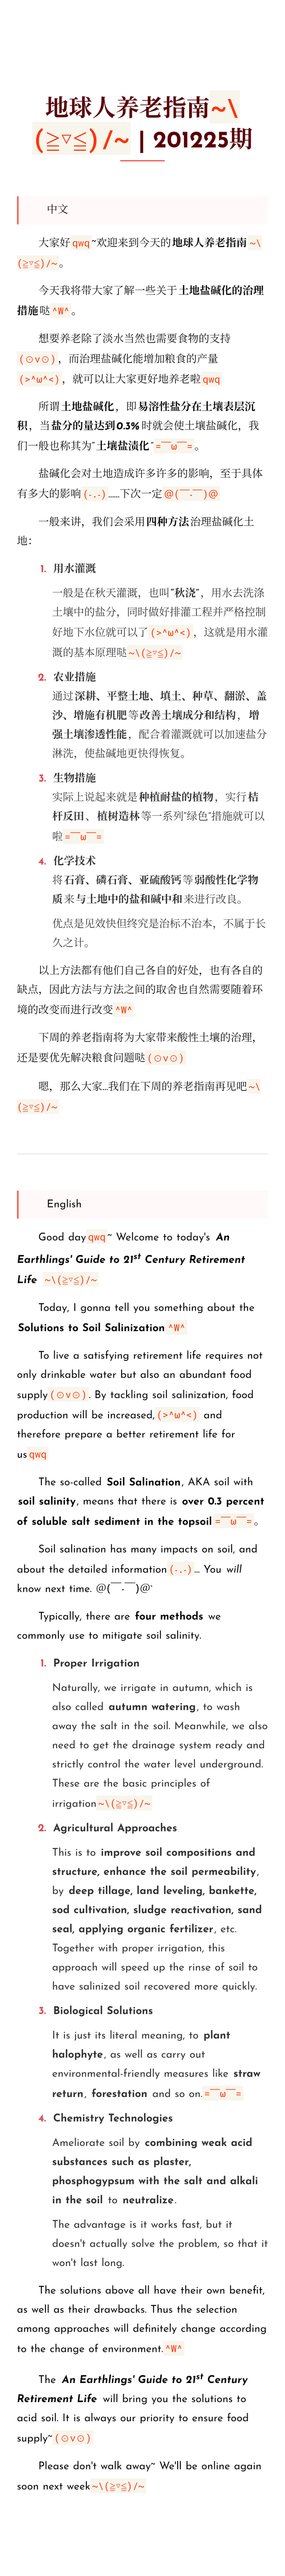 地球人养老指南~\
(≧▽≦)/~ | 201225期
中文
大家好qwq~欢迎来到今天的地球人养老指南~\
(≧▽≦)/~。
今天我将带大家了解一些关于土地盐碱化的治理
措施哒^W^。
想要养老除了淡水当然也需要食物的支持
(⊙v⊙)，而治理盐碱化能增加粮食的产量
(>^ω^<)，就可以让大家更好地养老啦qwq
所谓土地盐碱化，即易溶性盐分在土壤表层沉
积，当盐分的量达到0.3%时就会使土壤盐碱化，我
们一般也称其为"土壤盐渍化"=￣ω￣=。
盐碱化会对土地造成许多许多的影响，至于具体
有多大的影响(-.-)......下次一定@(￣-￣)@
一般来讲，我们会采用四种方法治理盐碱化土
地：
1. 用水灌溉
一般是在秋天灌溉，也叫"秋浇"，用水去洗涤
土壤中的盐分，同时做好排灌工程并严格控制
好地下水位就可以了(>^ω^<)，这就是用水灌
溉的基本原理哒~\(≧▽≦)/~
2. 农业措施
通过深耕、平整土地、填土、种草、翻淤、盖
沙、增施有机肥等改善土壤成分和结构，增
强土壤渗透性能，配合着灌溉就可以加速盐分
淋洗，使盐碱地更快得恢复。
3. 生物措施
实际上说起来就是种植耐盐的植物，实行桔
杆反田、植树造林等一系列"绿色"措施就可以
啦=￣ω￣=
4. 化学技术
将石膏、磷石膏、亚硫酸钙等弱酸性化学物
质来与土地中的盐和碱中和来进行改良。
优点是见效快但终究是治标不治本，不属于长
久之计。
以上方法都有他们自己各自的好处，也有各自的
缺点，因此方法与方法之间的取舍也自然需要随着环
境的改变而进行改变^W^
下周的养老指南将为大家带来酸性土壤的治理，
还是要优先解决粮食问题哒(⊙v⊙)
嗯，那么大家...我们在下周的养老指南再见吧~\
(≧▽≦)/~
English
Good dayqwq~ Welcome to today's An
Earthlings' Guide to 21st Century Retirement
Life ~\(≧▽≦)/~
Today, I gonna tell you something about the
Solutions to Soil Salinization^W^
To live a satisfying retirement life requires not
only drinkable water but also an abundant food
supply(⊙v⊙). By tackling soil salinization, food
production will be increased,(>^ω^<) and
therefore prepare a better retirement life for
usqwq
The so-called Soil Salination, AKA soil with
soil salinity, means that there is over 0.3 percent
of soluble salt sediment in the topsoil=￣ω￣=。
Soil salination has many impacts on soil, and
about the detailed information(-.-)... You will
know next time. @(￣-￣)@`
Typically, there are four methods we
commonly use to mitigate soil salinity.
1. Proper Irrigation
Naturally, we irrigate in autumn, which is
also called autumn watering, to wash
away the salt in the soil. Meanwhile, we also
need to get the drainage system ready and
strictly control the water level underground.
These are the basic principles of
irrigation~\(≧▽≦)/~
2. Agricultural Approaches
This is to improve soil compositions and
structure, enhance the soil permeability,
by deep tillage, land leveling, bankette,
sod cultivation, sludge reactivation, sand
seal, applying organic fertilizer, etc.
Together with proper irrigation, this
approach will speed up the rinse of soil to
have salinized soil recovered more quickly.
3. Biological Solutions
It is just its literal meaning, to plant
halophyte, as well as carry out
environmental-friendly measures like straw
return, forestation and so on.=￣ω￣=
4. Chemistry Technologies
Ameliorate soil by combining weak acid
substances such as plaster,
phosphogypsum with the salt and alkali
in the soil to neutralize.
The advantage is it works fast, but it
doesn't actually solve the problem, so that it
won't last long.
The solutions above all have their own benefit,
as well as their drawbacks. Thus the selection
among approaches will definitely change according
to the change of environment.^W^
The An Earthlings' Guide to 21st Century
Retirement Life will bring you the solutions to
acid soil. It is always our priority to ensure food
supply~(⊙v⊙)
Please don't walk away~ We'll be online again
soon next week~\(≧▽≦)/~